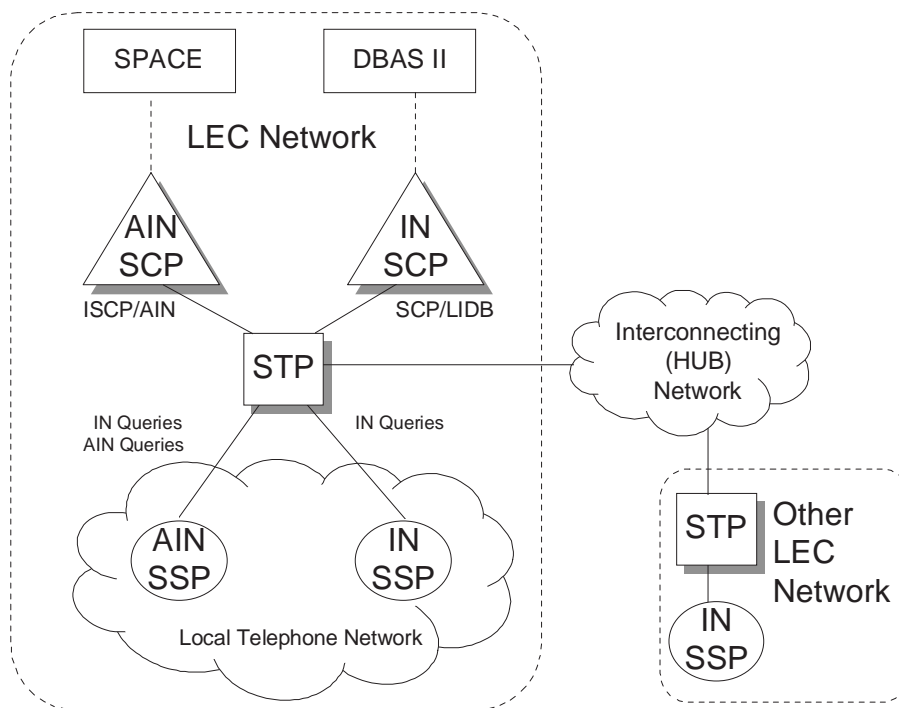 SPACE
DBAS II
LEC Network
AIN
SCP
IN
SCP
ISCP/AIN
SCP/LIDB
STP
Interconnecting
(HUB)
Network
IN Queries
AIN Queries
IN Queries
AIN
SSP
IN
SSP
Local Telephone Network
STP
Other
LEC
Network
IN
SSP